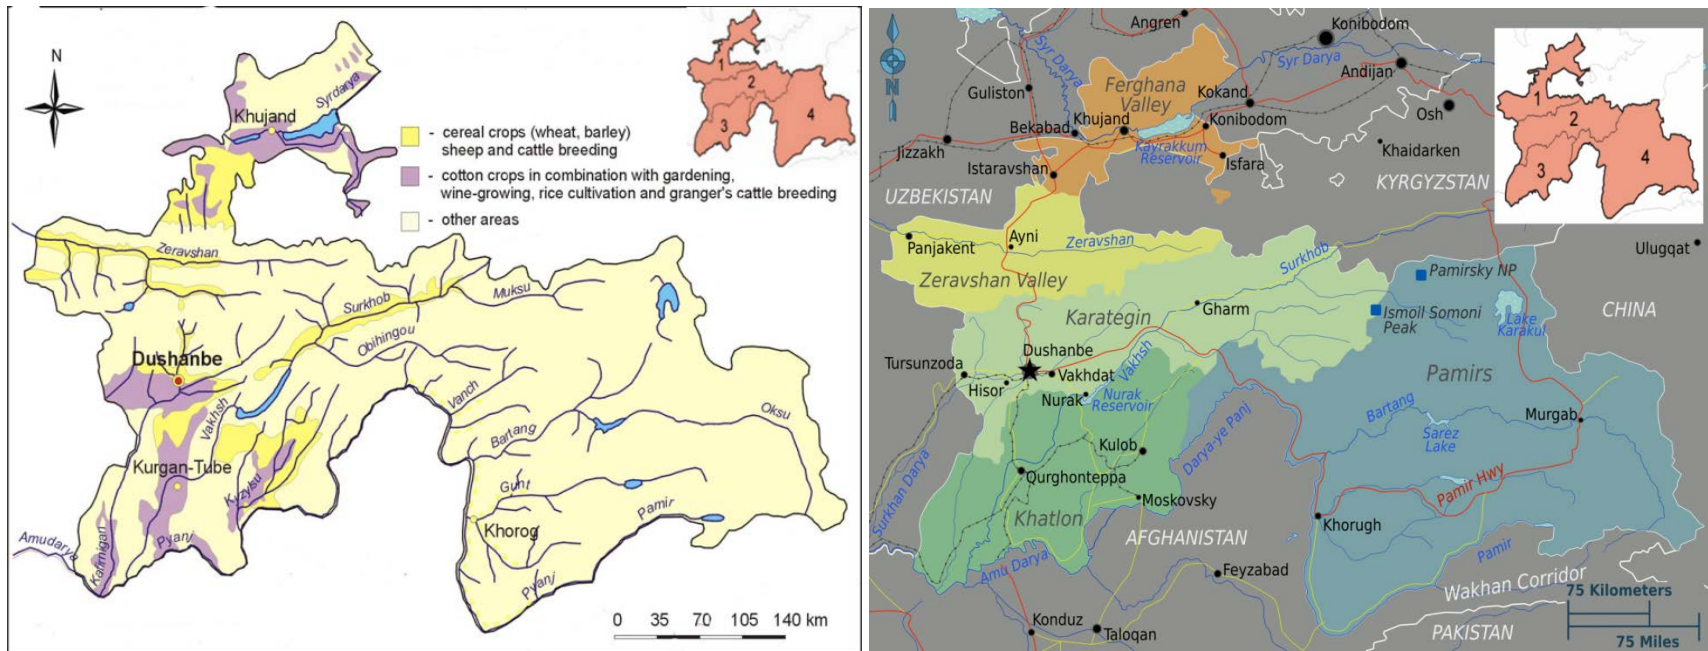 N
Khujand
Syrdarya
1
2
3
4
- cereal crops (wheat, barley)
sheep and cattle breeding
- cotton crops in combination with gardening,
wine-growing, rice cultivation and granger's cattle breeding
- other areas
Zeravshan
Surkhob
Muksu
Obihingou
Dushanbe
Vakhsh
Vanch
Oksu
Bartang
Kurgan-Tube
Kyzylsu
Gunt
Pamir
Khorog
Amudarya
Kafirnigan
Pyanj
Pyanj
0 35 70 105 140 km
Angren
Konibodom
Syr Darya
Syr Darya
Andijan
Guliston
Ferghana
Valley
Kokand
Osh
Bekabad
Khujand
Konibodom
Jizzakh
Kayrakkum
Reservoir
Khaidarken
Istaravshan
Isfara
UZBEKISTAN
KYRGYZSTAN
1
2
3
4
Panjakent
Ayni
Zeravshan
Surkhob
Ulugqat
Zeravshan Valley
Pamirsky NP
Karategin
Gharm
Ismoil Somoni
Peak
Lake
Karakul
CHINA
Dushanbe
Tursunzoda
Vakhdat
Vakhsh
Hisor
Nurak
Nurak
Reservoir
Pamirs
Bartang
Murgab
Sarez
Lake
Kulob
Darya-ye Panj
Surkhan Darya
Qurghonteppa
Moskovsky
Pamir Hwy
Khatlon
Khorugh
AFGHANISTAN
Amu Darya
Feyzabad
Pamir
Wakhan Corridor
75 Kilometers
75 Miles
Konduz
Taloqan
PAKISTAN